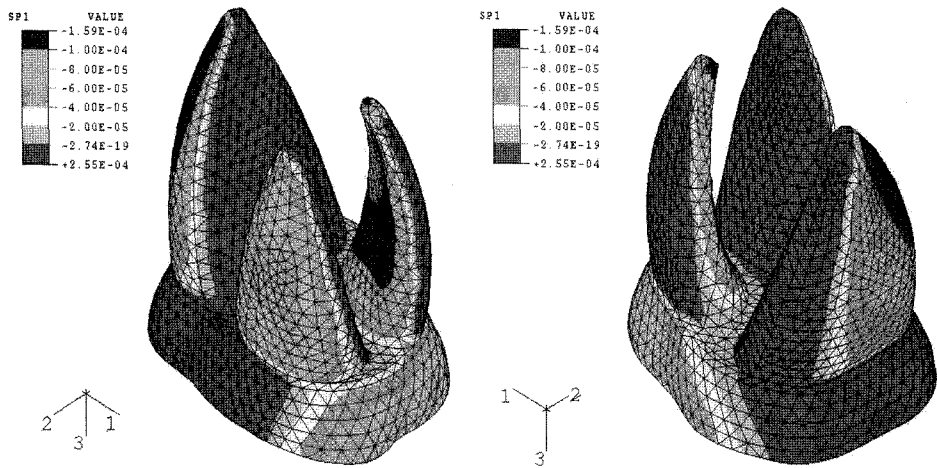 SP1 VALUE
-1.59E-04
-1.00E-04
-8.00E-05
-6.00E-05
-4.00E-05
-2.00E-05
-2.74E-19
+2.55E-04
2 3 1
SP1 VALUE
-1.59E-04
-1.00E-04
-8.00E-05
-6.00E-05
-4.00E-05
-2.00E-05
-2.74E-19
+2.55E-04
1 2
3